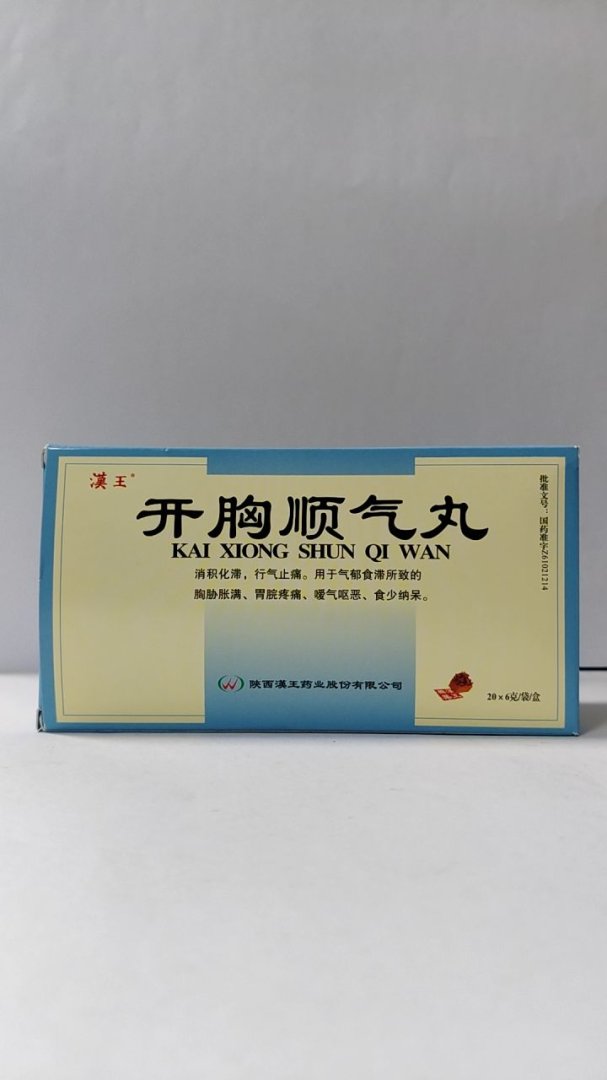 漢王®
开胸顺气丸
KAI XIONG SHUN QI WAN
消积化滞，行气止痛。用于气郁食滞所致的
胸胁胀满、胃脘疼痛、嗳气呕恶、食少纳呆。
批准文号：国药准字Z61021214
陕西漢王药业股份有限公司
20×6克/袋/盒